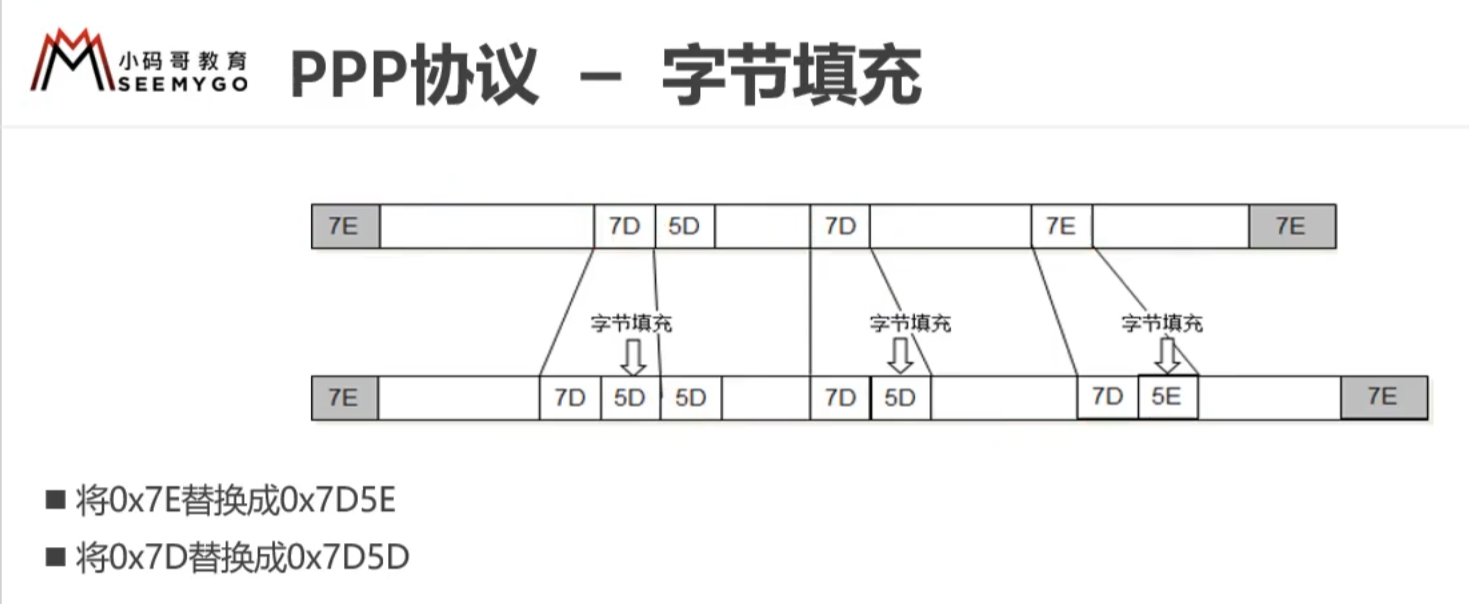 小码哥教育
SEEMYGO
PPP协议 – 字节填充
7E 7D 5D 7D 7E 7E
字节填充 字节填充 字节填充
7E 7D 5D 5D 7D 5D 7D 5E 7E
■ 将0x7E替换成0x7D5E
■ 将0x7D替换成0x7D5D